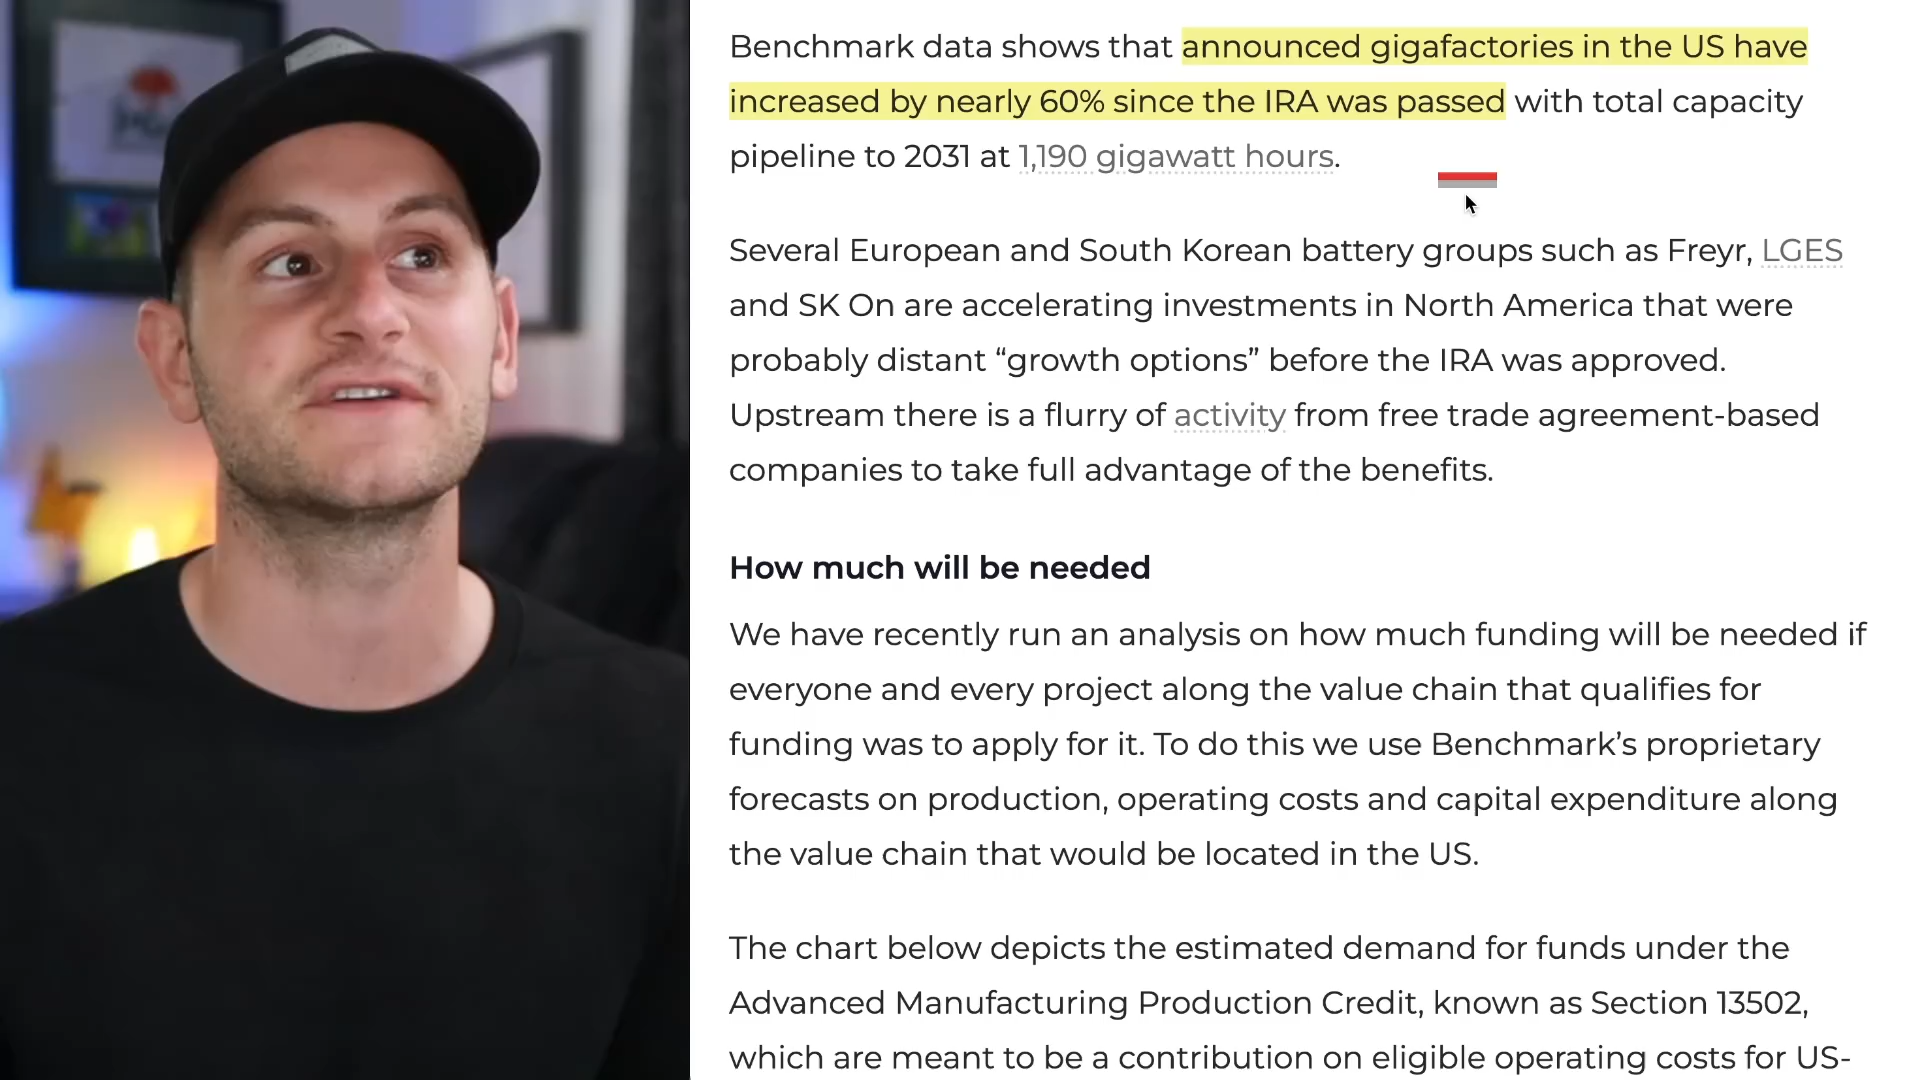 Benchmark data shows that announced gigafactories in the US have
increased by nearly 60% since the IRA was passed with total capacity
pipeline to 2031 at 1,190 gigawatt hours.
Several European and South Korean battery groups such as Freyr, LGES
and SK On are accelerating investments in North America that were
probably distant “growth options” before the IRA was approved.
Upstream there is a flurry of activity from free trade agreement-based
companies to take full advantage of the benefits.
How much will be needed
We have recently run an analysis on how much funding will be needed if
everyone and every project along the value chain that qualifies for
funding was to apply for it. To do this we use Benchmark’s proprietary
forecasts on production, operating costs and capital expenditure along
the value chain that would be located in the US.
The chart below depicts the estimated demand for funds under the
Advanced Manufacturing Production Credit, known as Section 13502,
which are meant to be a contribution on eligible operating costs for US-